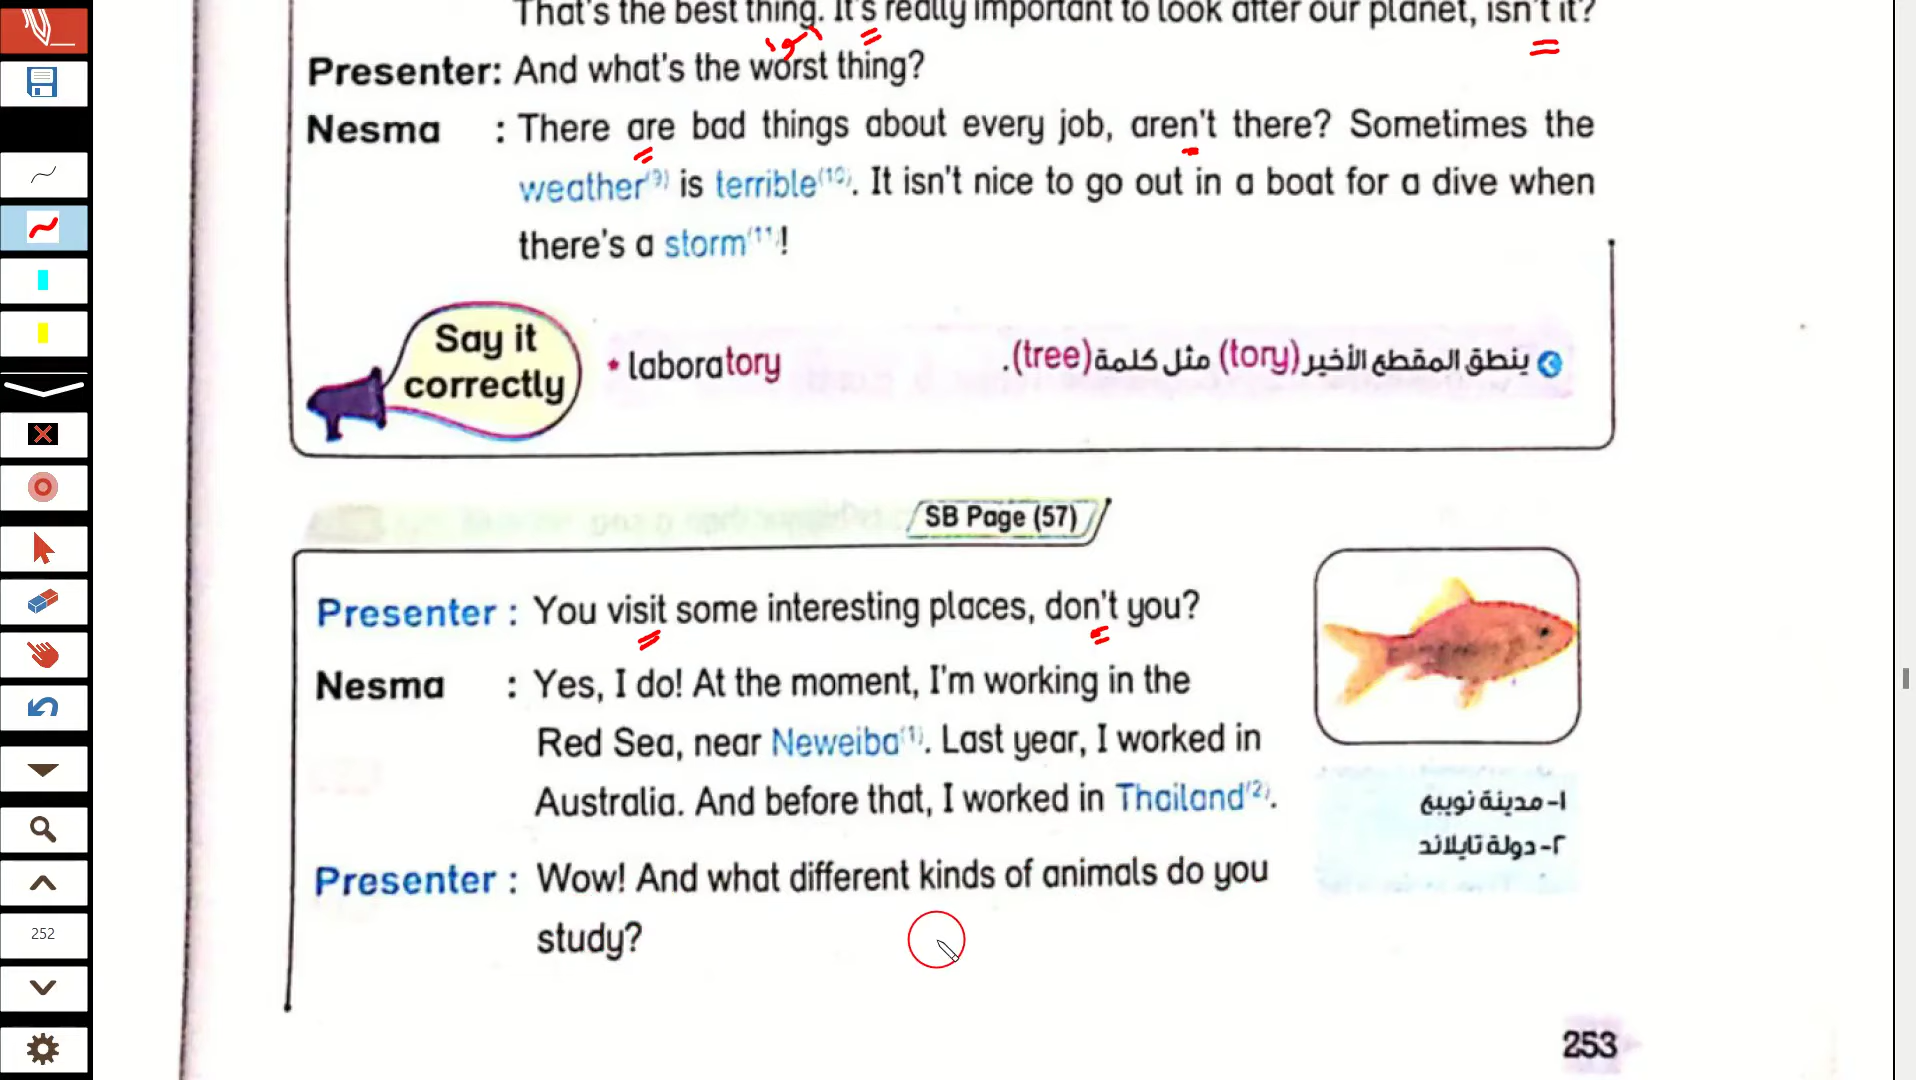 That's the best thing. It's really important to look after our planet, isn't it?
Presenter: And what's the worst thing?
Nesma : There are bad things about every job, aren't there? Sometimes the
weather(9) is terrible(10). It isn't nice to go out in a boat for a dive when
there's a storm(11)!
Say it
correctly
• laboratory
ينطق المقطع الأخير (tory) مثل كلمة (tree).
SB Page (57)
Presenter : You visit some interesting places, don't you?
Nesma : Yes, I do! At the moment, I'm working in the
Red Sea, near Neweiba(1). Last year, I worked in
Australia. And before that, I worked in Thailand(2).
١- مدينة نويبع
٢- دولة تايلاند
Presenter : Wow! And what different kinds of animals do you
study?
252
253